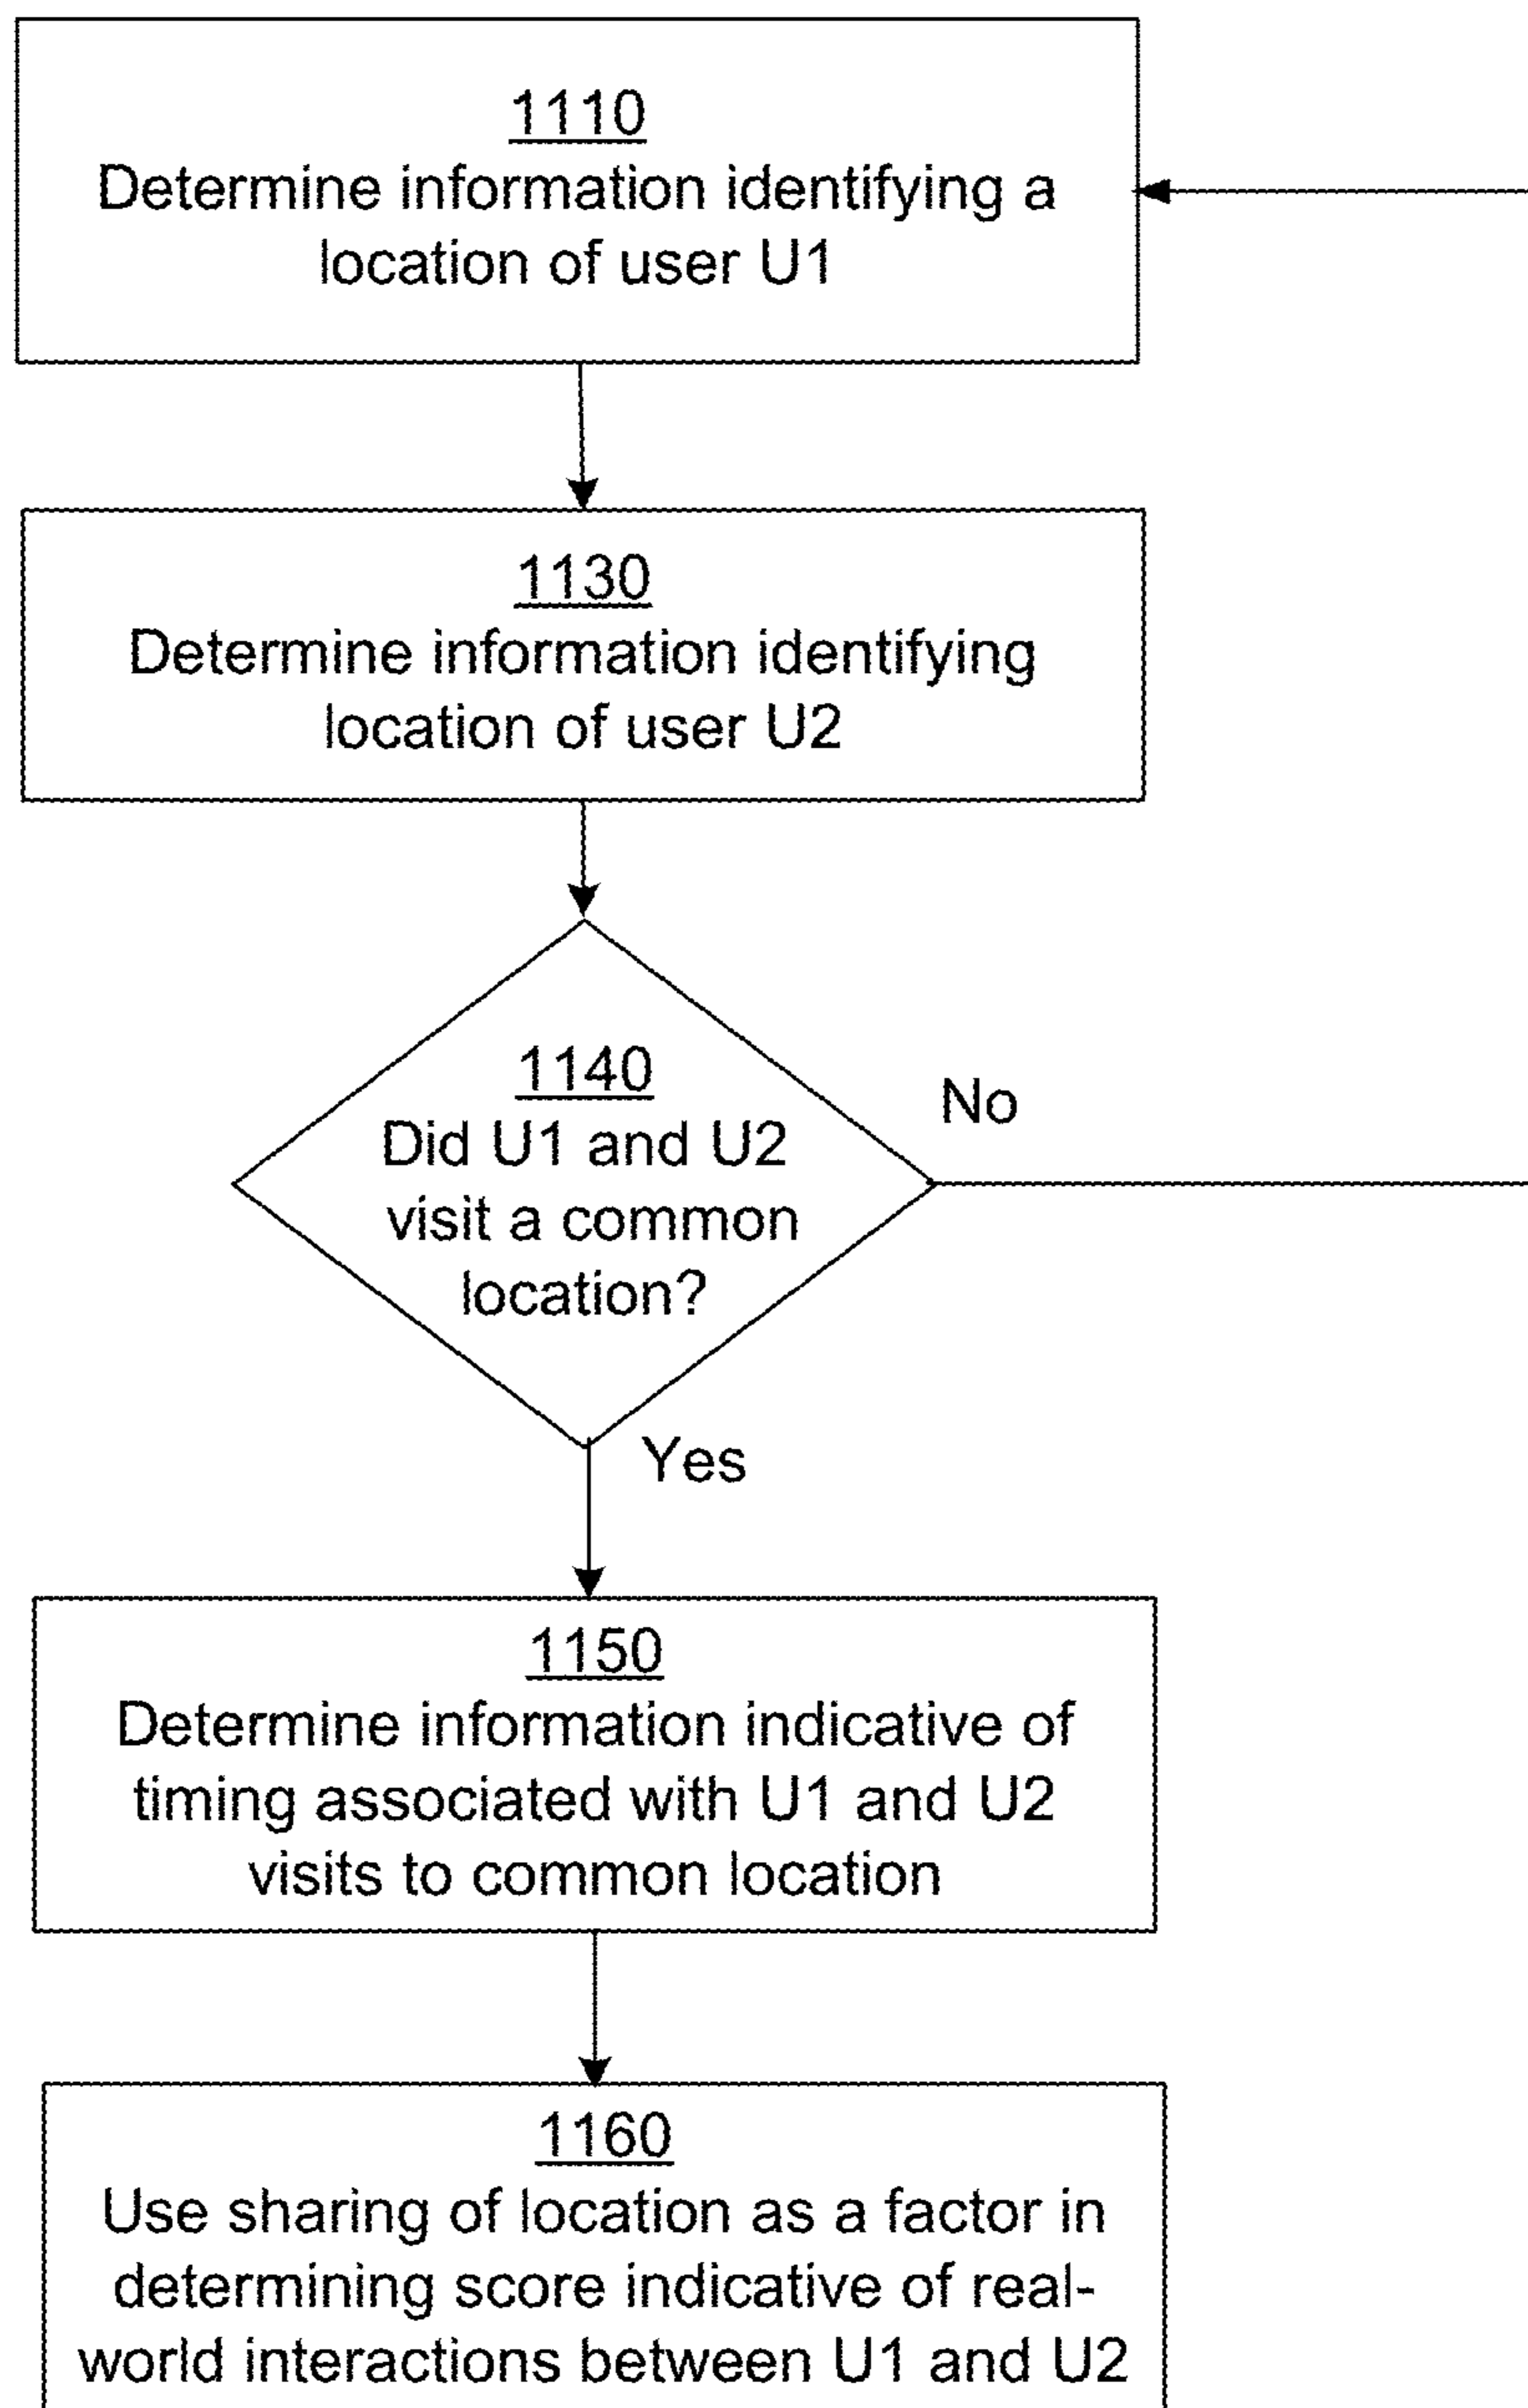 1110
Determine information identifying a
location of user U1
1130
Determine information identifying
location of user U2
1140
Did U1 and U2
visit a common
location?
No
Yes
1150
Determine information indicative of
timing associated with U1 and U2
visits to common location
1160
Use sharing of location as a factor in
determining score indicative of real-
world interactions between U1 and U2